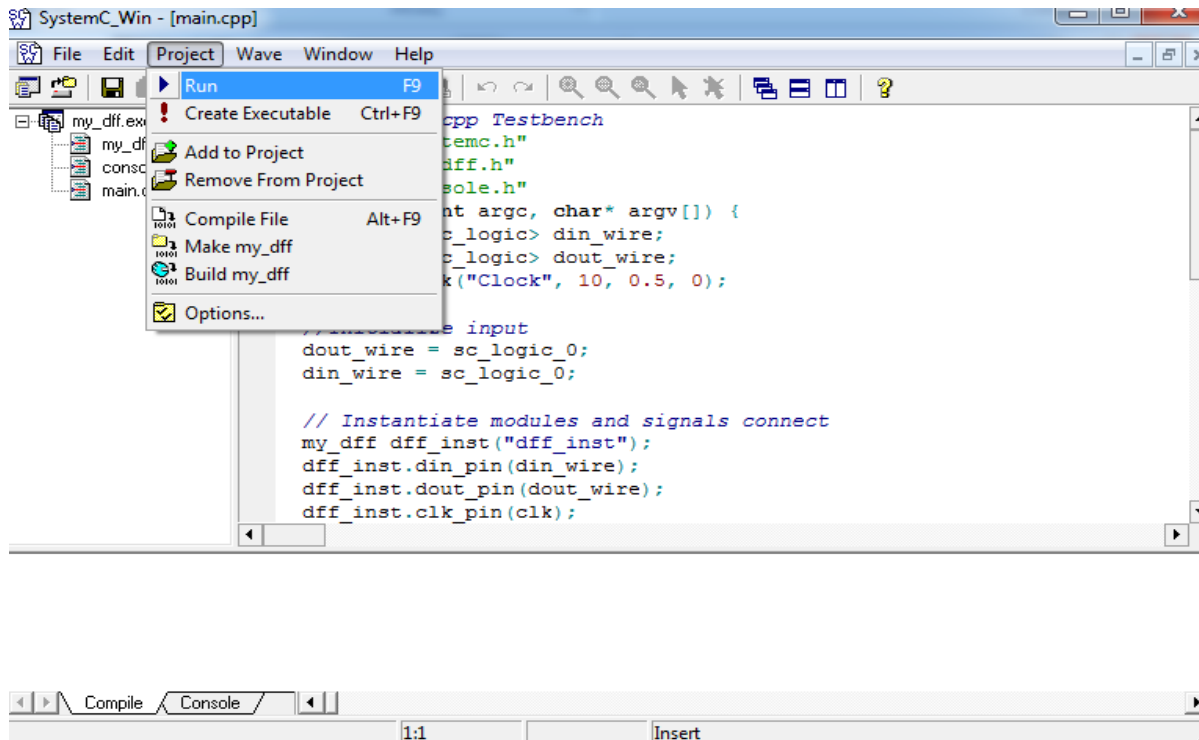 SystemC_Win - [main.cpp]
File Edit Project Wave Window Help
Run F9
Create Executable Ctrl+F9
Add to Project
Remove From Project
Compile File Alt+F9
Make my_dff
Build my_dff
Options...
my_dff.ex
my_df
conso
main.c
cpp Testbench
temc.h"
dff.h"
sole.h"
nt argc, char* argv[]) {
c_logic> din_wire;
c_logic> dout_wire;
k("Clock", 10, 0.5, 0);
input
dout_wire = sc_logic_0;
din_wire = sc_logic_0;
// Instantiate modules and signals connect
my_dff dff_inst("dff_inst");
dff_inst.din_pin(din_wire);
dff_inst.dout_pin(dout_wire);
dff_inst.clk_pin(clk);
Compile Console
1:1 Insert